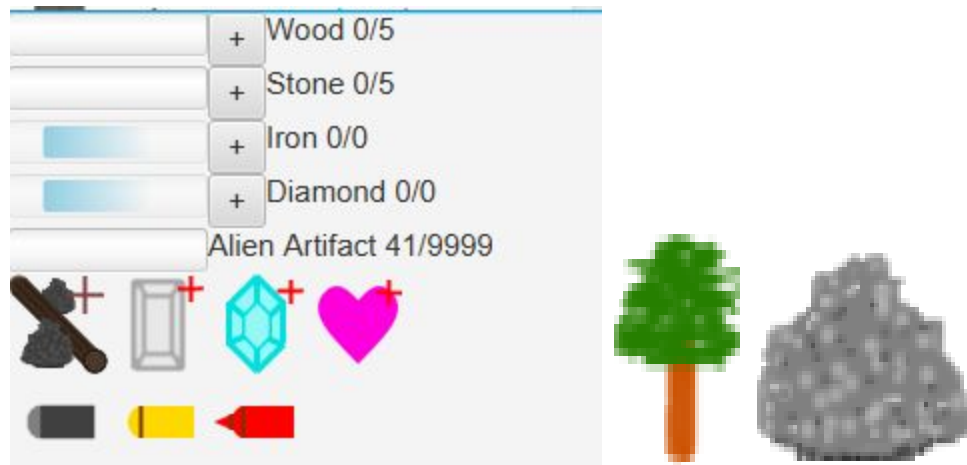 + Wood 0/5
+ Stone 0/5
+ Iron 0/0
+ Diamond 0/0
Alien Artifact 41/9999